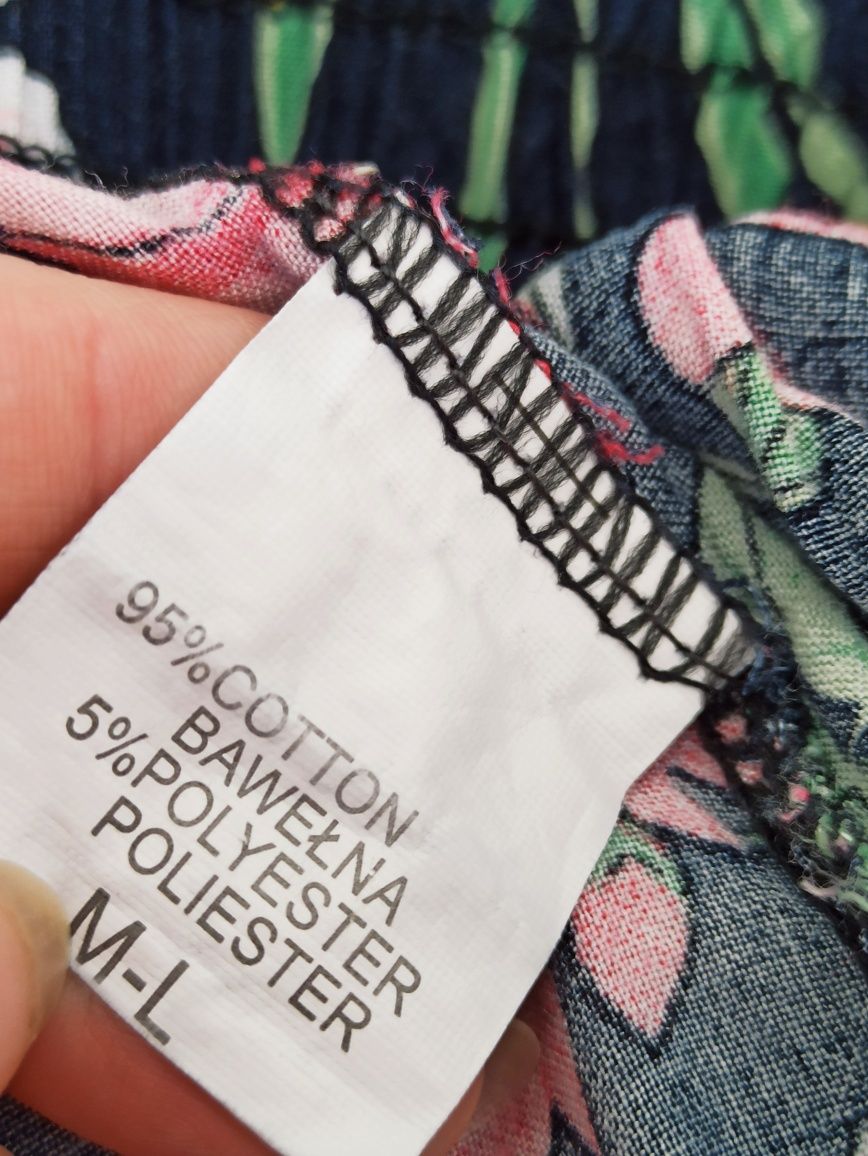 95%COTTON
BAWEŁNA
5%POLYESTER
POLIESTER
M-L